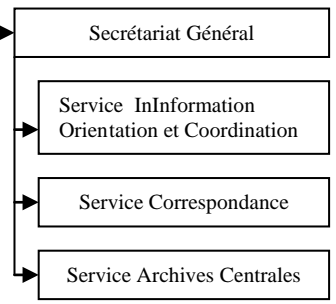 Secrétariat Général
Service InInformation
Orientation et Coordination
Service Correspondance
Service Archives Centrales